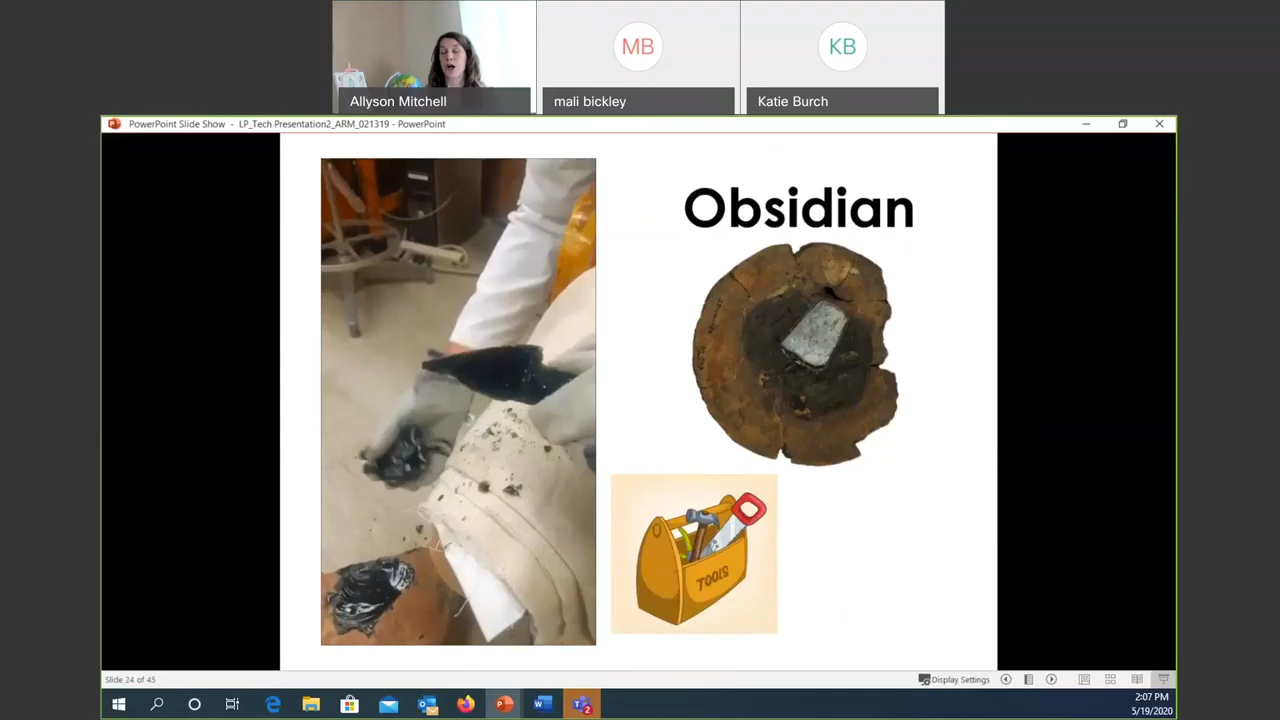 MB
KB
Allyson Mitchell
mali bickley
Katie Burch
PowerPoint Slide Show - LP_Tech Presentation2_ARM_021319 - PowerPoint
Obsidian
TOOLS
Slide 24 of 45
Display Settings
2:07 PM
5/19/2020
2